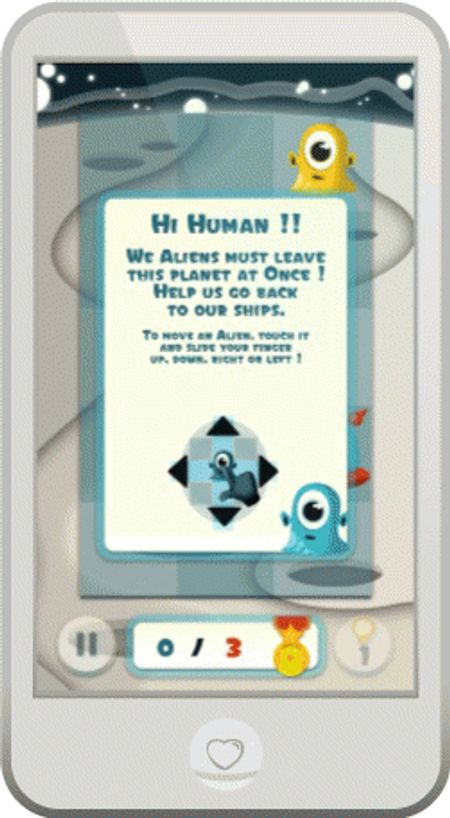 Hi Human !!
We Aliens must leave
this planet at Once !
Help us go back
to our ships.
To move an Alien, touch it
and slide your finger
up, down, right or left !
0 / 3
1